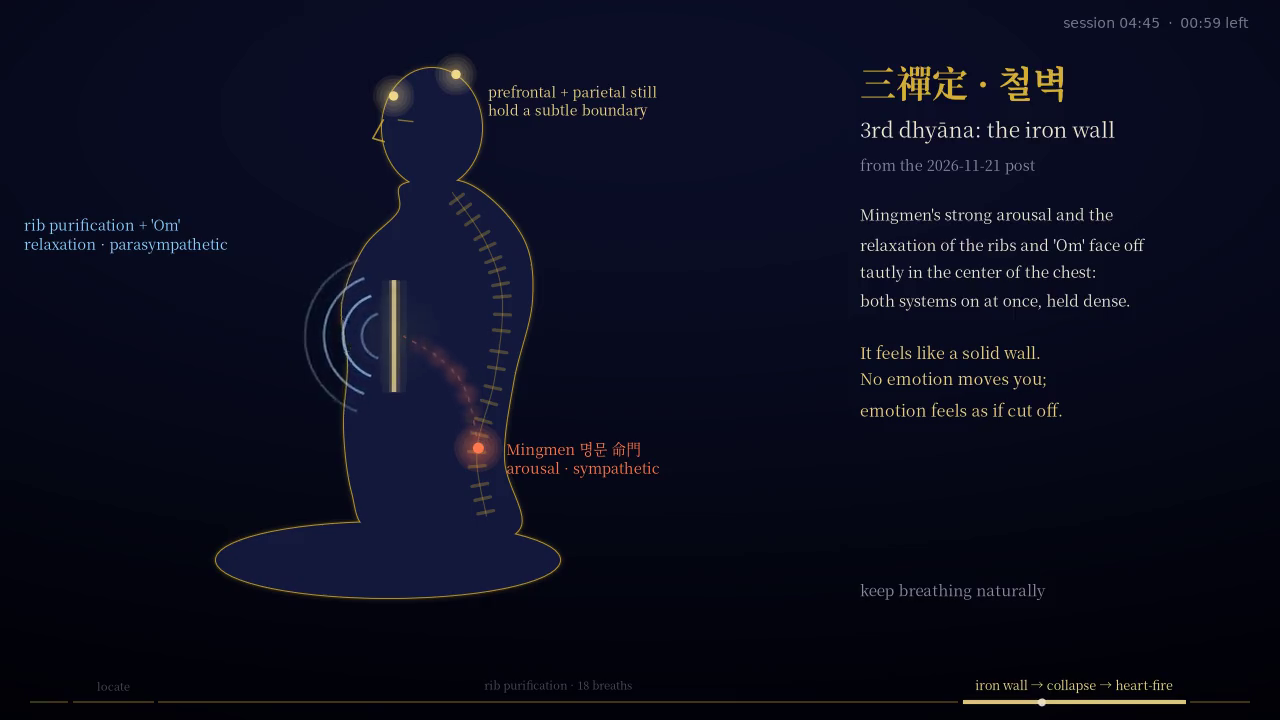 session 04:45 · 00:59 left
三禪定 · 철벽
3rd dhyāna: the iron wall
from the 2026-11-21 post
Mingmen's strong arousal and the
relaxation of the ribs and 'Om' face off
tautly in the center of the chest:
both systems on at once, held dense.
It feels like a solid wall.
No emotion moves you;
emotion feels as if cut off.
keep breathing naturally
prefrontal + parietal still
hold a subtle boundary
rib purification + 'Om'
relaxation · parasympathetic
Mingmen 명문 命門
arousal · sympathetic
locate
rib purification · 18 breaths
iron wall → collapse → heart-fire